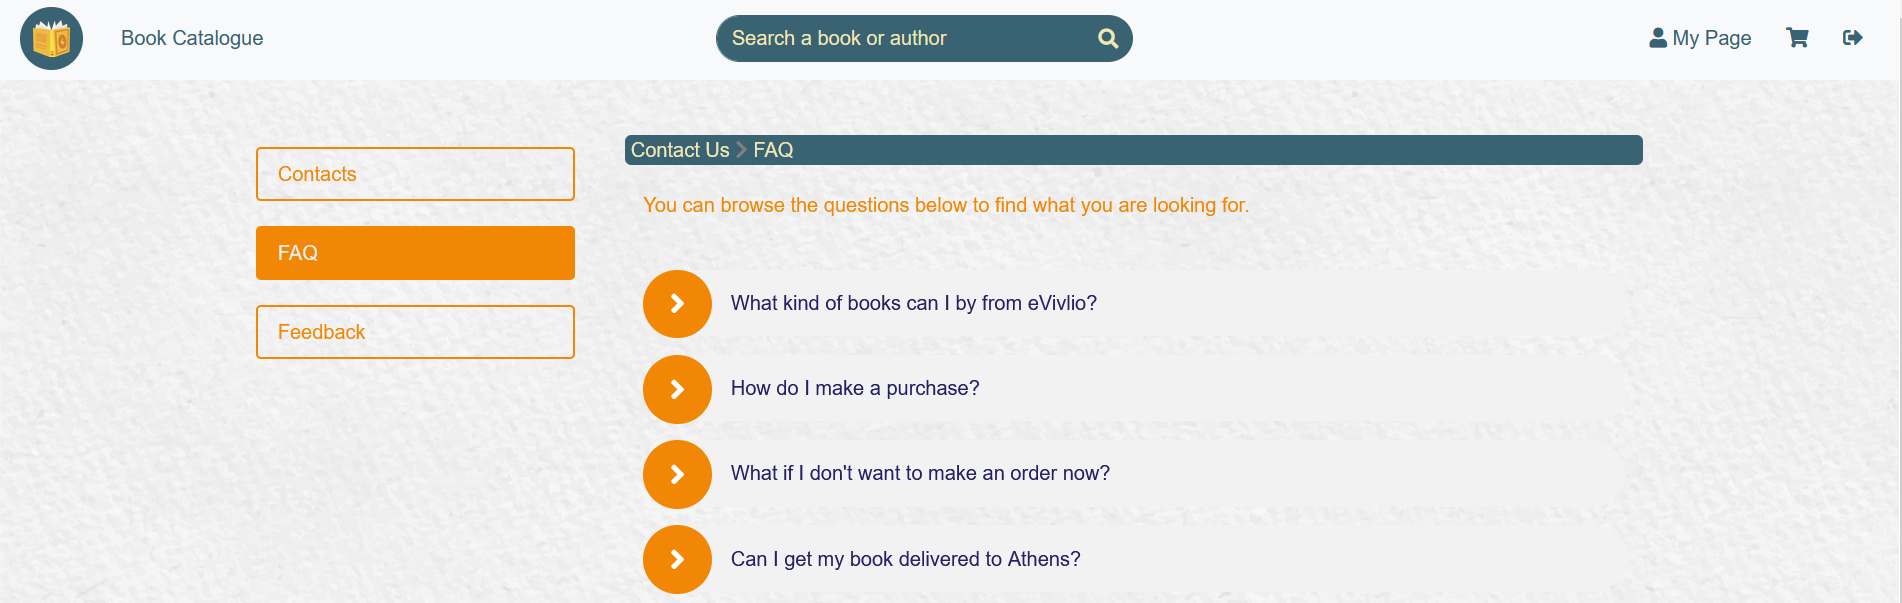 Book Catalogue
Search a book or author
My Page
Contacts
FAQ
Feedback
Contact Us FAQ
You can browse the questions below to find what you are looking for.
What kind of books can I by from eVivlio?
How do I make a purchase?
What if I don't want to make an order now?
Can I get my book delivered to Athens?